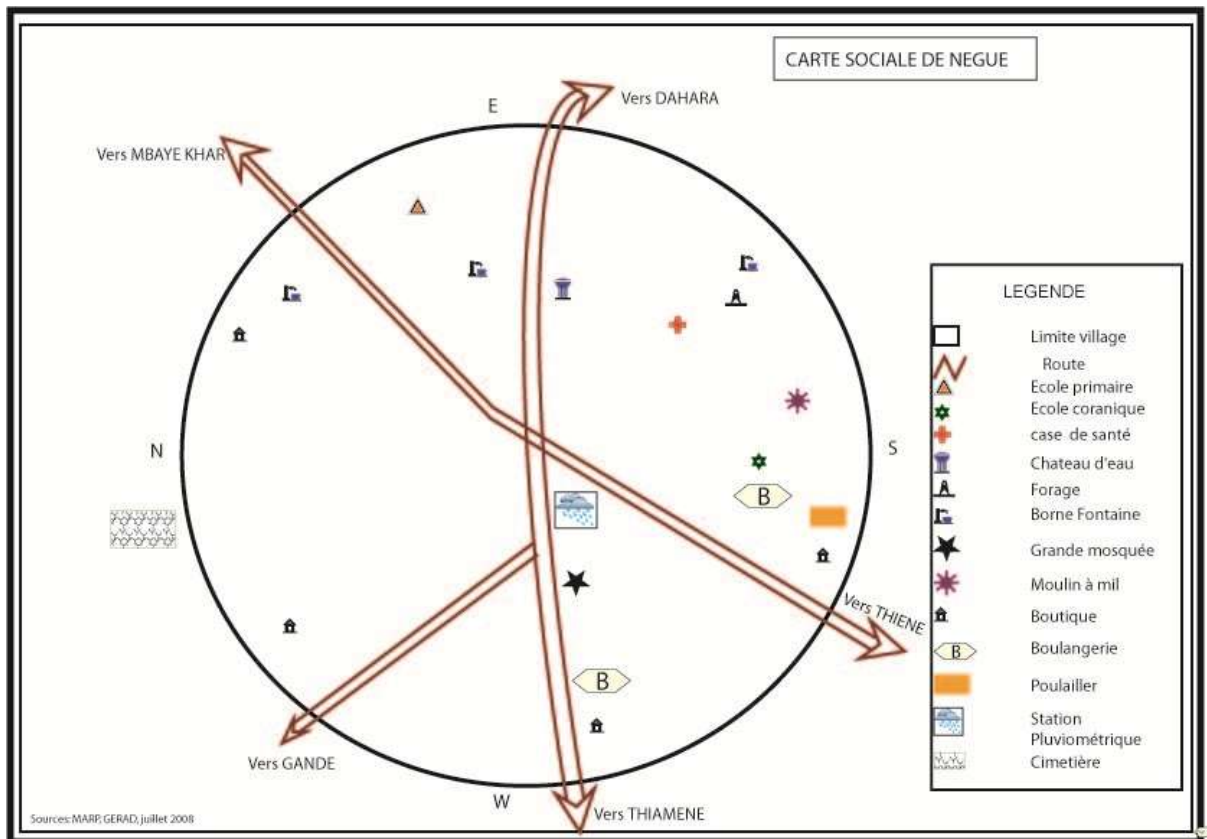 CARTE SOCIALE DE NEGUE
E
Vers DAHARA
Vers MBAYE KHAR
N
S
B
Vers THIENE
B
Vers GANDE
W
Vers THIAMENE
LEGENDE
Limite village
Route
Ecole primaire
Ecole coranique
case de santé
Chateau d'eau
Forage
Borne Fontaine
Grande mosquée
Moulin à mil
Boutique
B
Boulangerie
Poulailler
Station
Pluviométrique
Cimetière
Sources: MARP, GERAD, juillet 2008